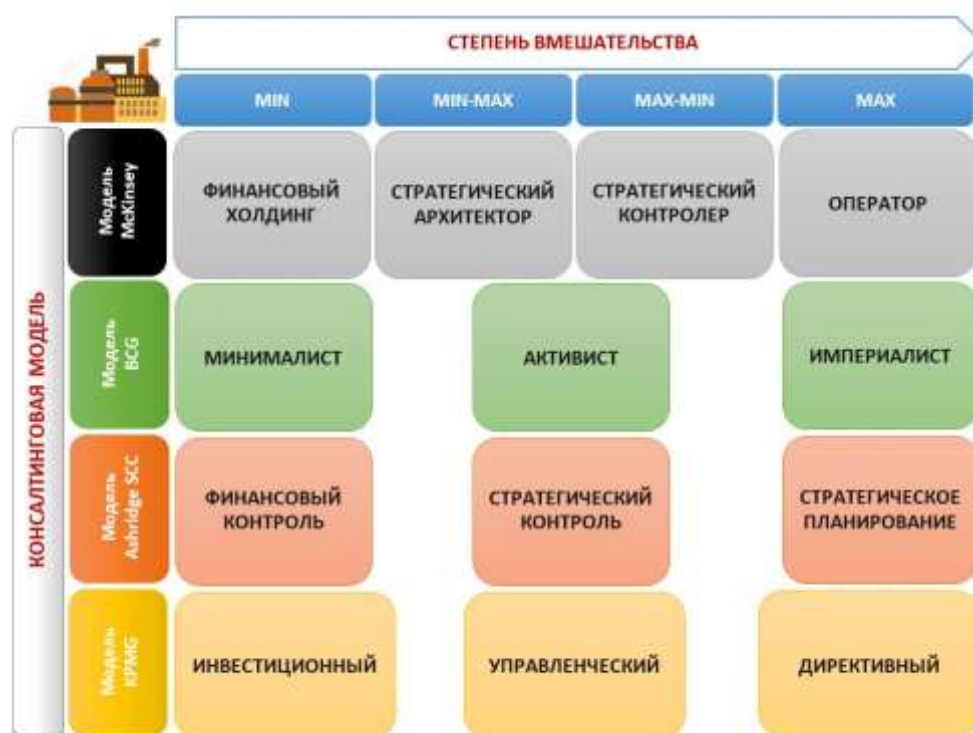 СТЕПЕНЬ ВМЕШАТЕЛЬСТВА
MIN
MIN-MAX
MAX-MIN
MAX
КОНСАЛТИНГОВАЯ МОДЕЛЬ
Модель
McKinsey
ФИНАНСОВЫЙ
ХОЛДИНГ
СТРАТЕГИЧЕСКИЙ
АРХИТЕКТОР
СТРАТЕГИЧЕСКИЙ
КОНТРОЛЕР
ОПЕРАТОР
Модель
BCG
МИНИМАЛИСТ
АКТИВИСТ
ИМПЕРИАЛИСТ
Модель
Ashridge SCC
ФИНАНСОВЫЙ
КОНТРОЛЬ
СТРАТЕГИЧЕСКИЙ
КОНТРОЛЬ
СТРАТЕГИЧЕСКОЕ
ПЛАНИРОВАНИЕ
Модель
KPMG
ИНВЕСТИЦИОННЫЙ
УПРАВЛЕНЧЕСКИЙ
ДИРЕКТИВНЫЙ